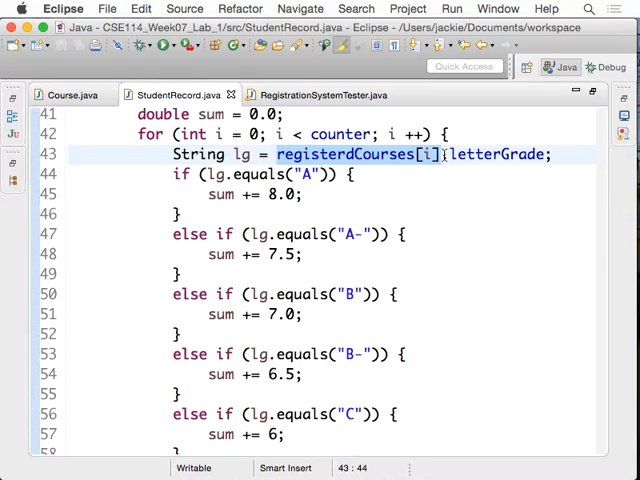 Eclipse File Edit Source Refactor Navigate Search Project Run Window
Java - CSE114_Week07_Lab_1/src/StudentRecord.java - Eclipse - /Users/jackie/Documents/workspace
Quick Access
Java
Debug
Course.java
StudentRecord.java
RegistrationSystemTester.java
41 double sum = 0.0;
42 for (int i = 0; i < counter; i ++) {
43 String lg = registerdCourses[i].letterGrade;
44 if (lg.equals("A")) {
45 sum += 8.0;
46 }
47 else if (lg.equals("A-")) {
48 sum += 7.5;
49 }
50 else if (lg.equals("B")) {
51 sum += 7.0;
52 }
53 else if (lg.equals("B-")) {
54 sum += 6.5;
55 }
56 else if (lg.equals("C")) {
57 sum += 6;
58 }
Writable
Smart Insert
43 : 44